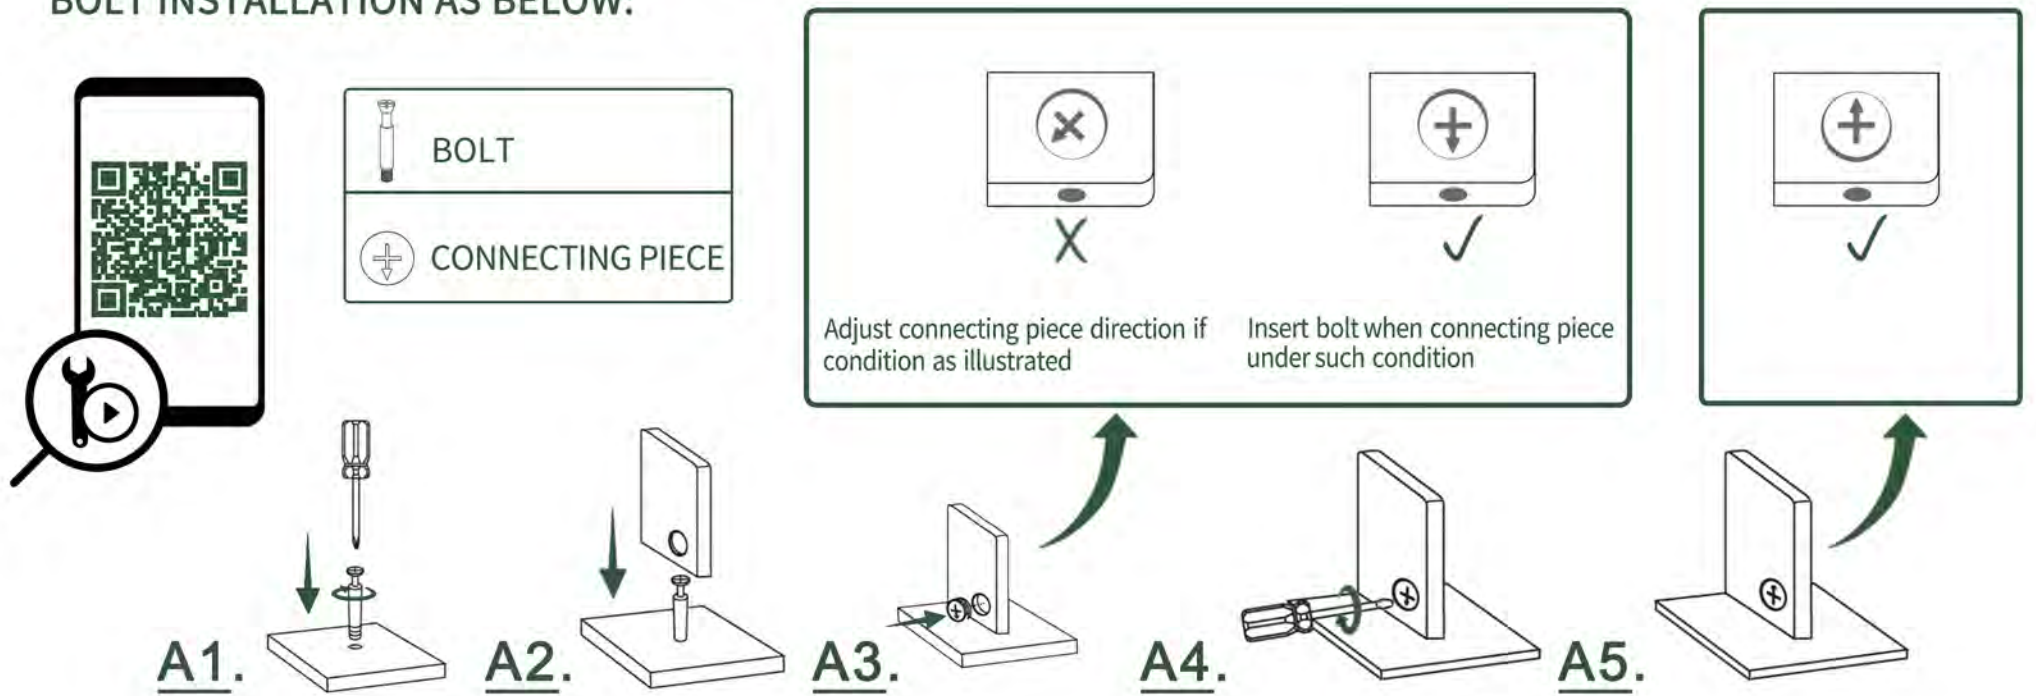 BOLT INSTALLATION AS BELOW:
BOLT
CONNECTING PIECE
X
Adjust connecting piece direction if
condition as illustrated
Insert bolt when connecting piece
under such condition
A1.
A2.
A3.
A4.
A5.